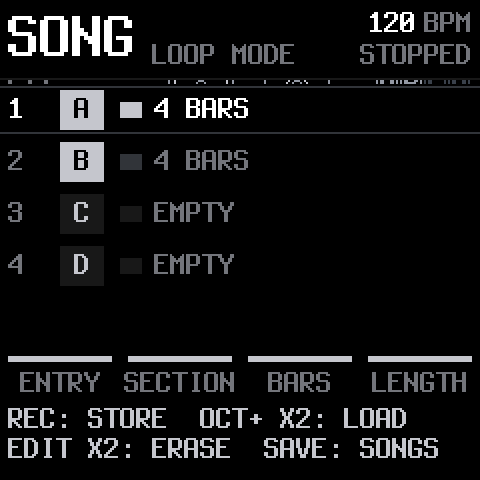 SONG LOOP MODE 120 BPM STOPPED
1 A 4 BARS
2 B 4 BARS
3 C EMPTY
4 D EMPTY
ENTRY SECTION BARS LENGTH
REC: STORE OCT+ X2: LOAD
EDIT X2: ERASE SAVE: SONGS